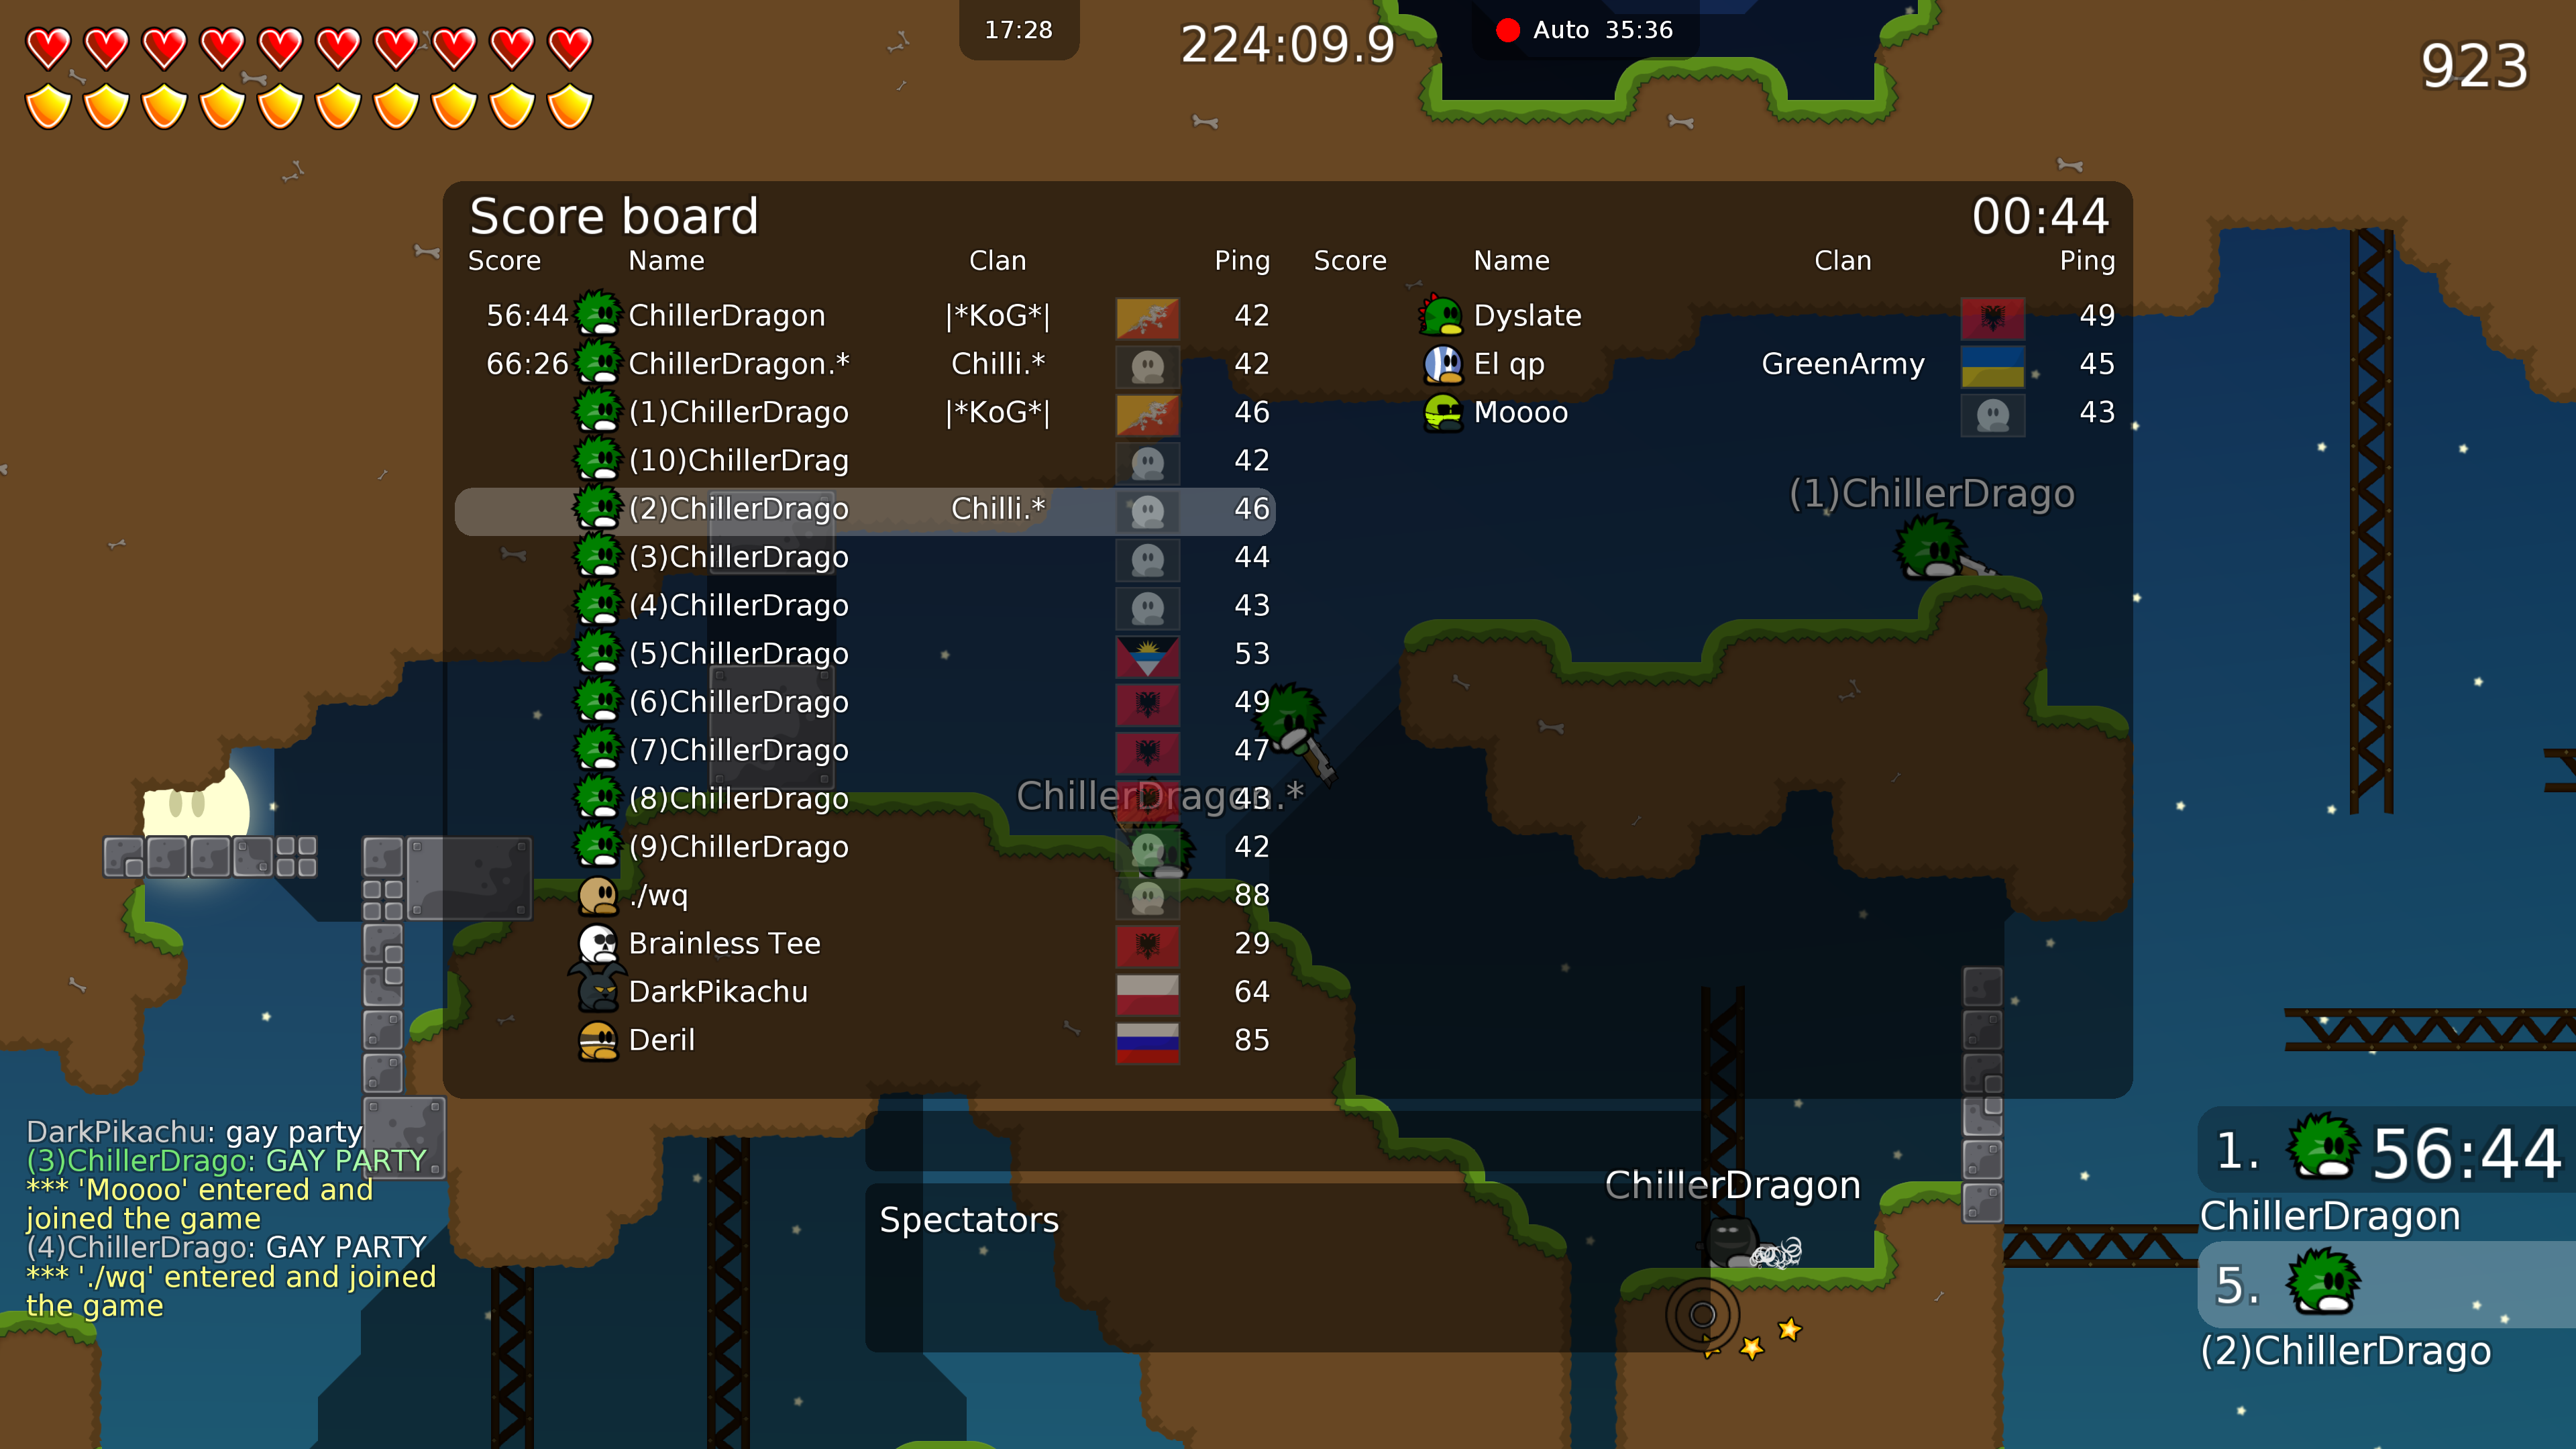 17:28
224:09.9
Auto 35:36
923
Score board
00:44
Score Name Clan Ping Score Name Clan Ping
56:44 ChillerDragon |*KoG*| 42 Dyslate 49
66:26 ChillerDragon.* Chilli.* 42 El qp GreenArmy 45
(1)ChillerDrago |*KoG*| 46 Moooo 43
(10)ChillerDrag 42
(1)ChillerDrago
(2)ChillerDrago Chilli.* 46
(3)ChillerDrago 44
(4)ChillerDrago 43
(5)ChillerDrago 53
(6)ChillerDrago 49
(7)ChillerDrago 47
ChillerDragon.*
(8)ChillerDrago 43
(9)ChillerDrago 42
./wq 88
Brainless Tee 29
DarkPikachu 64
Deril 85
DarkPikachu: gay party
(3)ChillerDrago: GAY PARTY
*** 'Moooo' entered and
joined the game
(4)ChillerDrago: GAY PARTY
*** './wq' entered and joined
the game
Spectators
ChillerDragon
1. 56:44
ChillerDragon
5.
(2)ChillerDrago